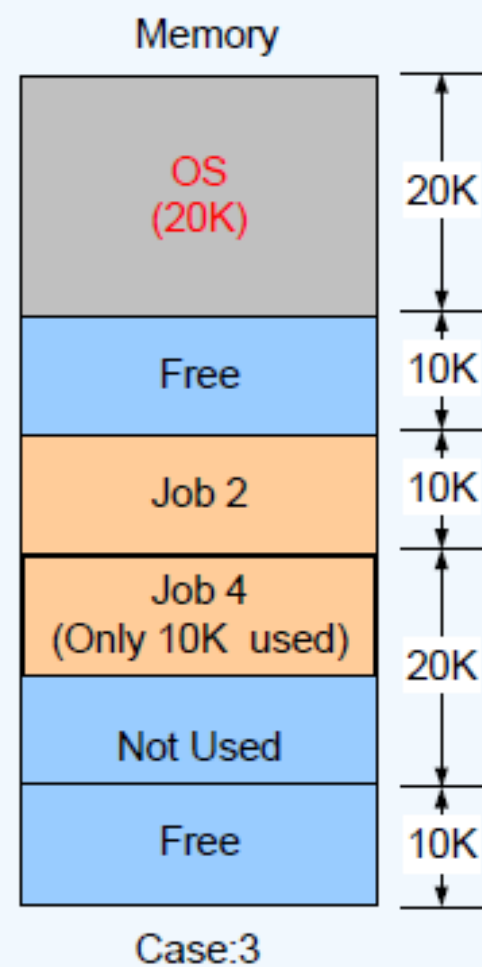 Memory
OS
(20K)
20K
Free
10K
Job 2
10K
Job 4
(Only 10K used)
20K
Not Used
Free
10K
Case:3